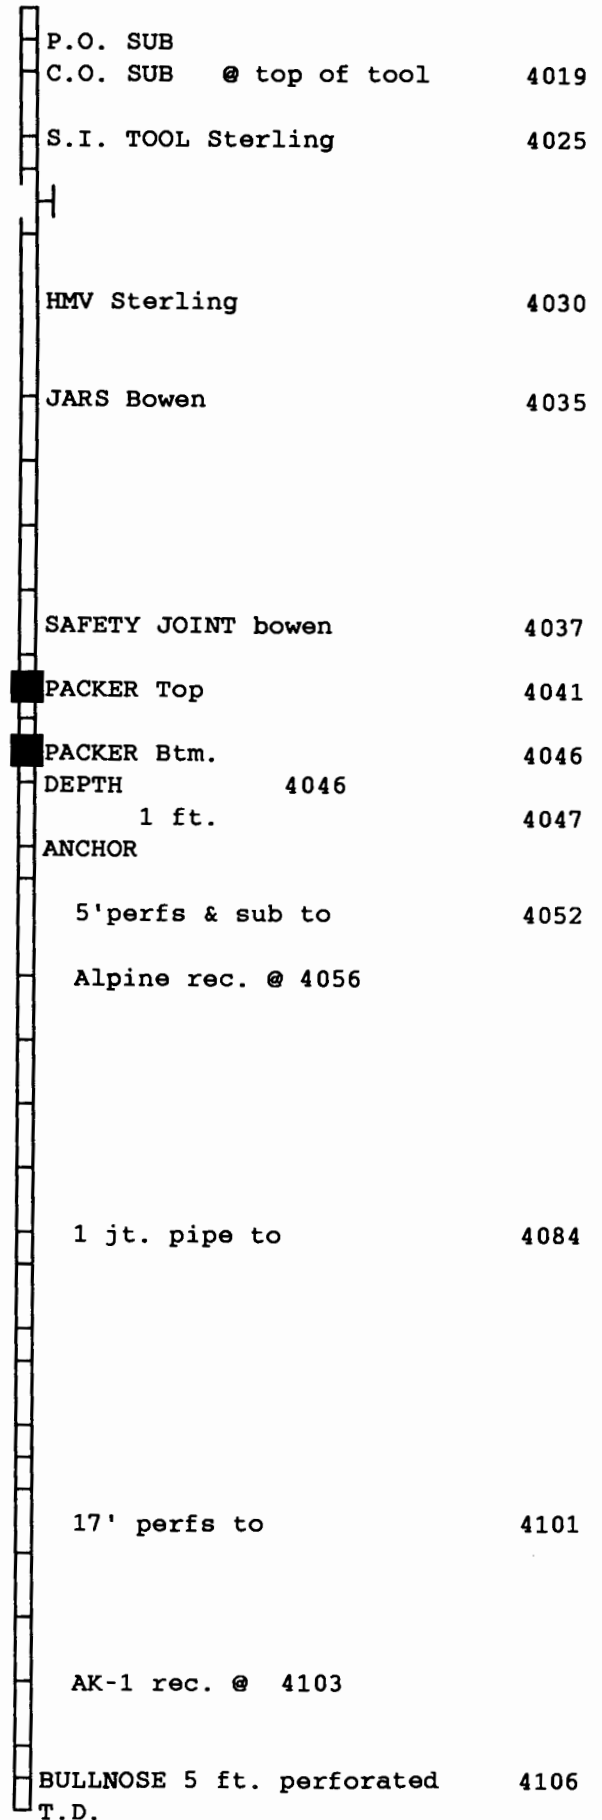 P.O. SUB
C.O. SUB @ top of tool 4019
S.I. TOOL Sterling 4025
HMV Sterling 4030
JARS Bowen 4035
SAFETY JOINT bowen 4037
PACKER Top 4041
PACKER Btm. 4046
DEPTH 4046
1 ft. 4047
ANCHOR
5'perfs & sub to 4052
Alpine rec. @ 4056
1 jt. pipe to 4084
17' perfs to 4101
AK-1 rec. @ 4103
BULLNOSE 5 ft. perforated 4106
T.D.